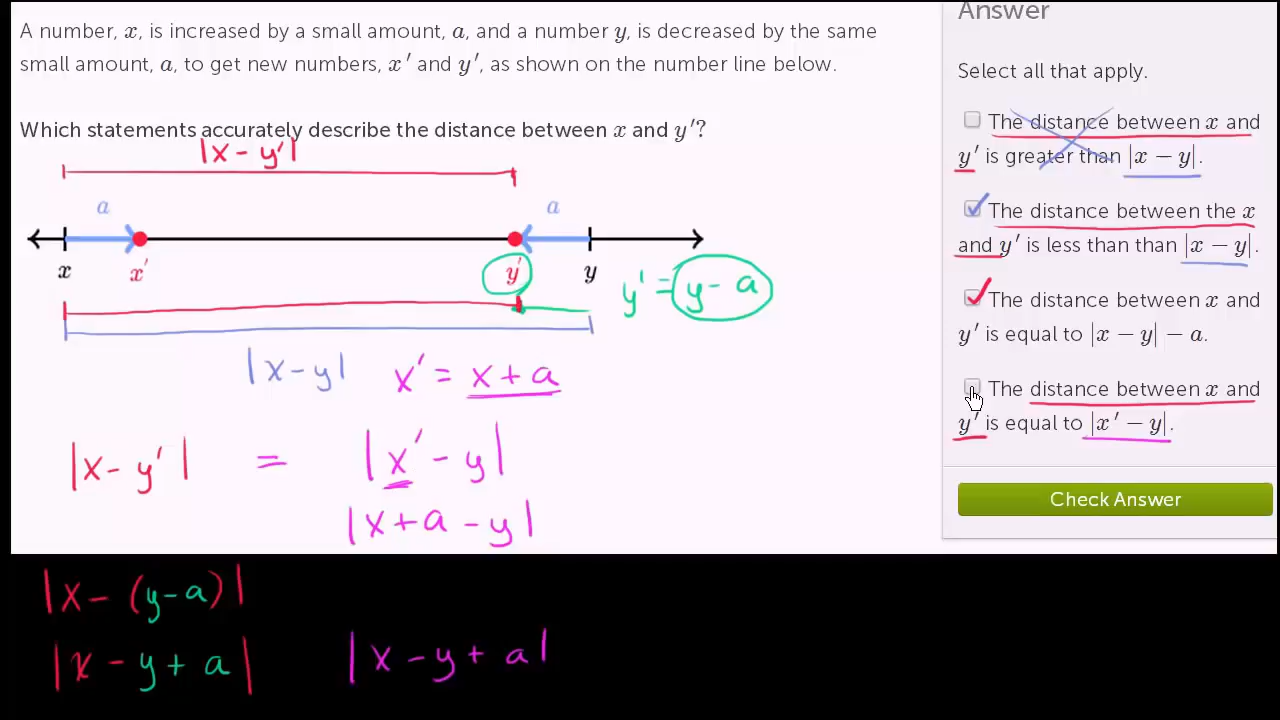 A number, x, is increased by a small amount, a, and a number y, is decreased by the same
small amount, a, to get new numbers, x′ and y′, as shown on the number line below.
Which statements accurately describe the distance between x and y′?
|x - y'|
a
a
x
x′
y′
y
y' = y - a
|x - y|
x' = x + a
|x - y'| = |x' - y|
|x + a - y|
|x - (y - a)|
|x - y + a|
|x - y + a|
Answer
Select all that apply.
The distance between x and
y′ is greater than |x − y|.
The distance between the x
and y′ is less than than |x − y|.
The distance between x and
y′ is equal to |x − y| − a.
The distance between x and
y′ is equal to |x′ − y|.
Check Answer